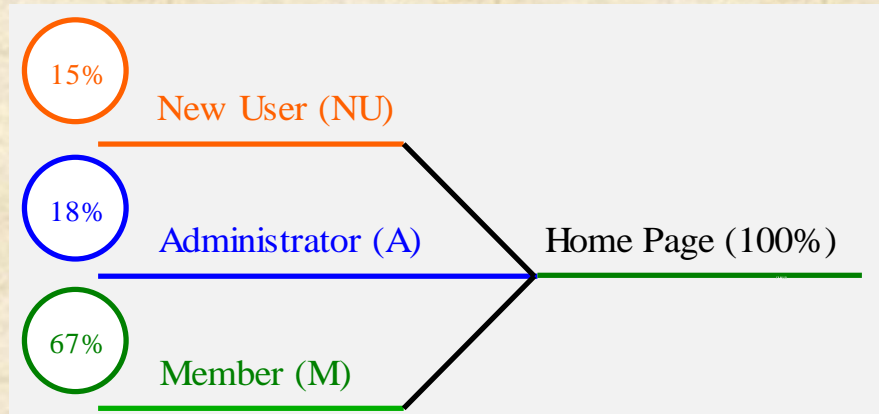 15%
New User (NU)
18%
Administrator (A)
Home Page (100%)
67%
Member (M)